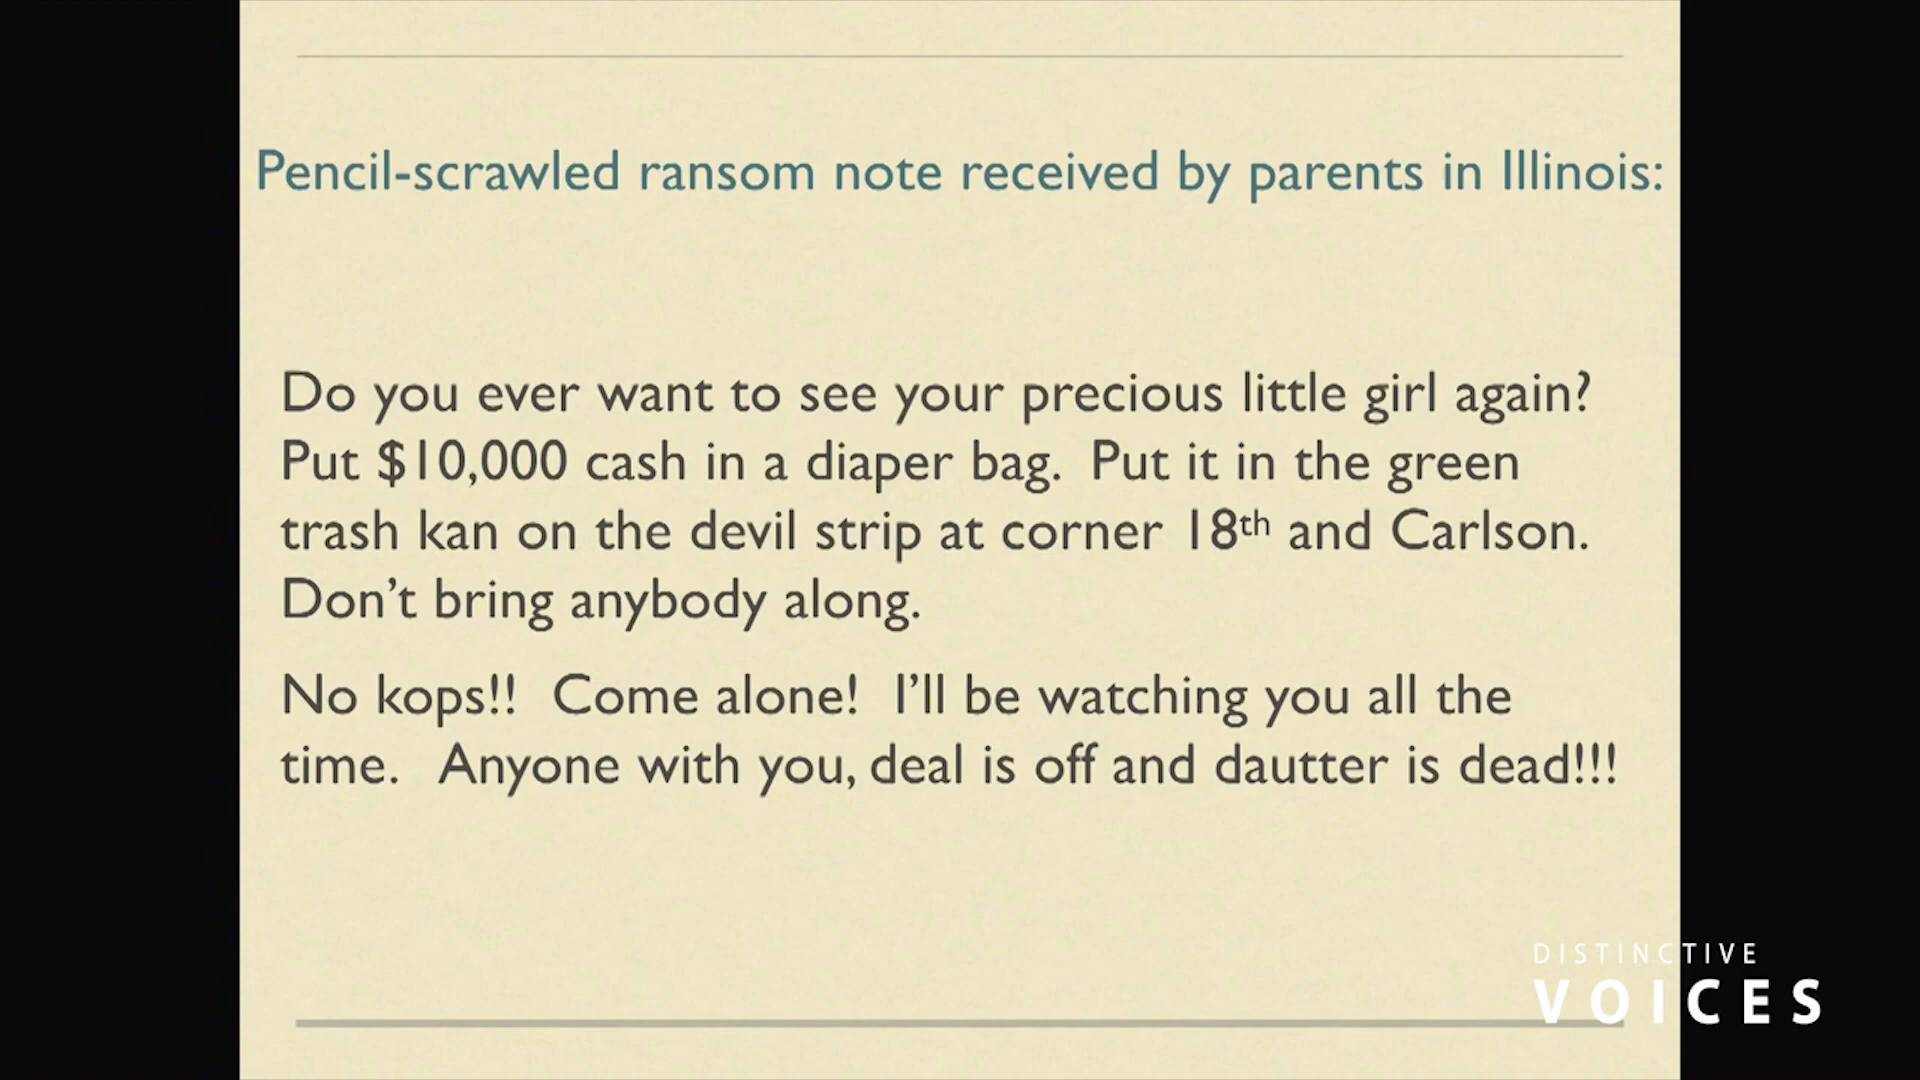 Pencil-scrawled ransom note received by parents in Illinois:
Do you ever want to see your precious little girl again?
Put $10,000 cash in a diaper bag.  Put it in the green
trash kan on the devil strip at corner 18th and Carlson.
Don't bring anybody along.
No kops!!  Come alone!  I'll be watching you all the
time.  Anyone with you, deal is off and dautter is dead!!!
DISTINCTIVE
VOICES